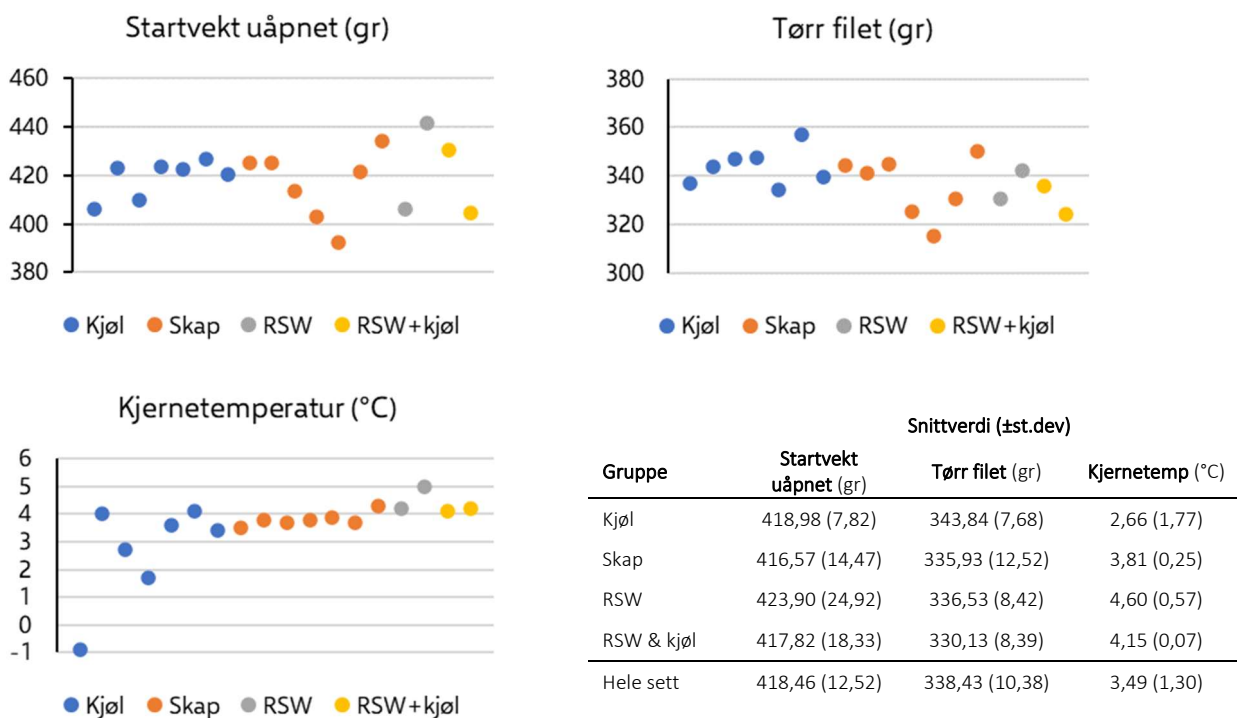 Startvekt uåpnet (gr)
460
440
420
400
380
Kjøl Skap RSW RSW+kjøl
Tørr filet (gr)
380
360
340
320
300
Kjøl Skap RSW RSW+kjøl
Kjernetemperatur (°C)
6
5
4
3
2
1
0
-1
Kjøl Skap RSW RSW+kjøl
Snittverdi (±st.dev)
Gruppe Startvekt uåpnet (gr) Tørr filet (gr) Kjernetemp (°C)
Kjøl 418,98 (7,82) 343,84 (7,68) 2,66 (1,77)
Skap 416,57 (14,47) 335,93 (12,52) 3,81 (0,25)
RSW 423,90 (24,92) 336,53 (8,42) 4,60 (0,57)
RSW & kjøl 417,82 (18,33) 330,13 (8,39) 4,15 (0,07)
Hele sett 418,46 (12,52) 338,43 (10,38) 3,49 (1,30)